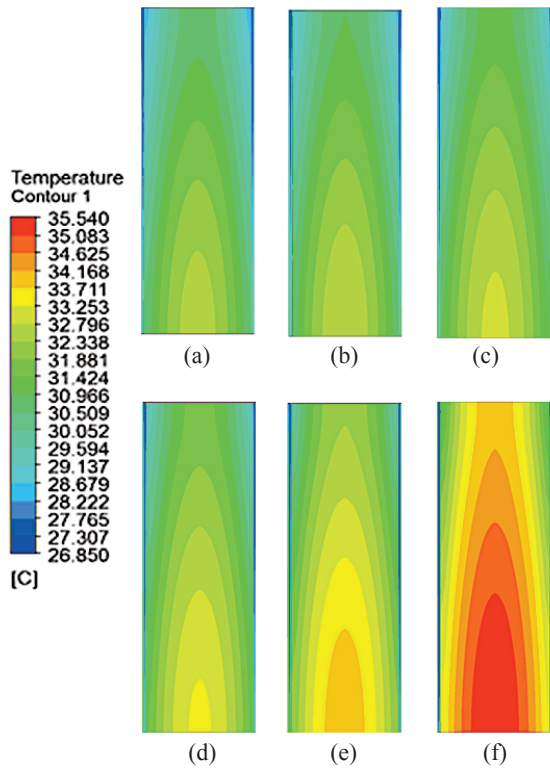 (a)
(b)
(c)
Temperature
Contour 1
35.540
35.083
34.625
34.168
33.711
33.253
32.796
32.338
31.881
31.424
30.966
30.509
30.052
29.594
29.137
28.679
28.222
27.765
27.307
26.850
[C]
(d)
(e)
(f)